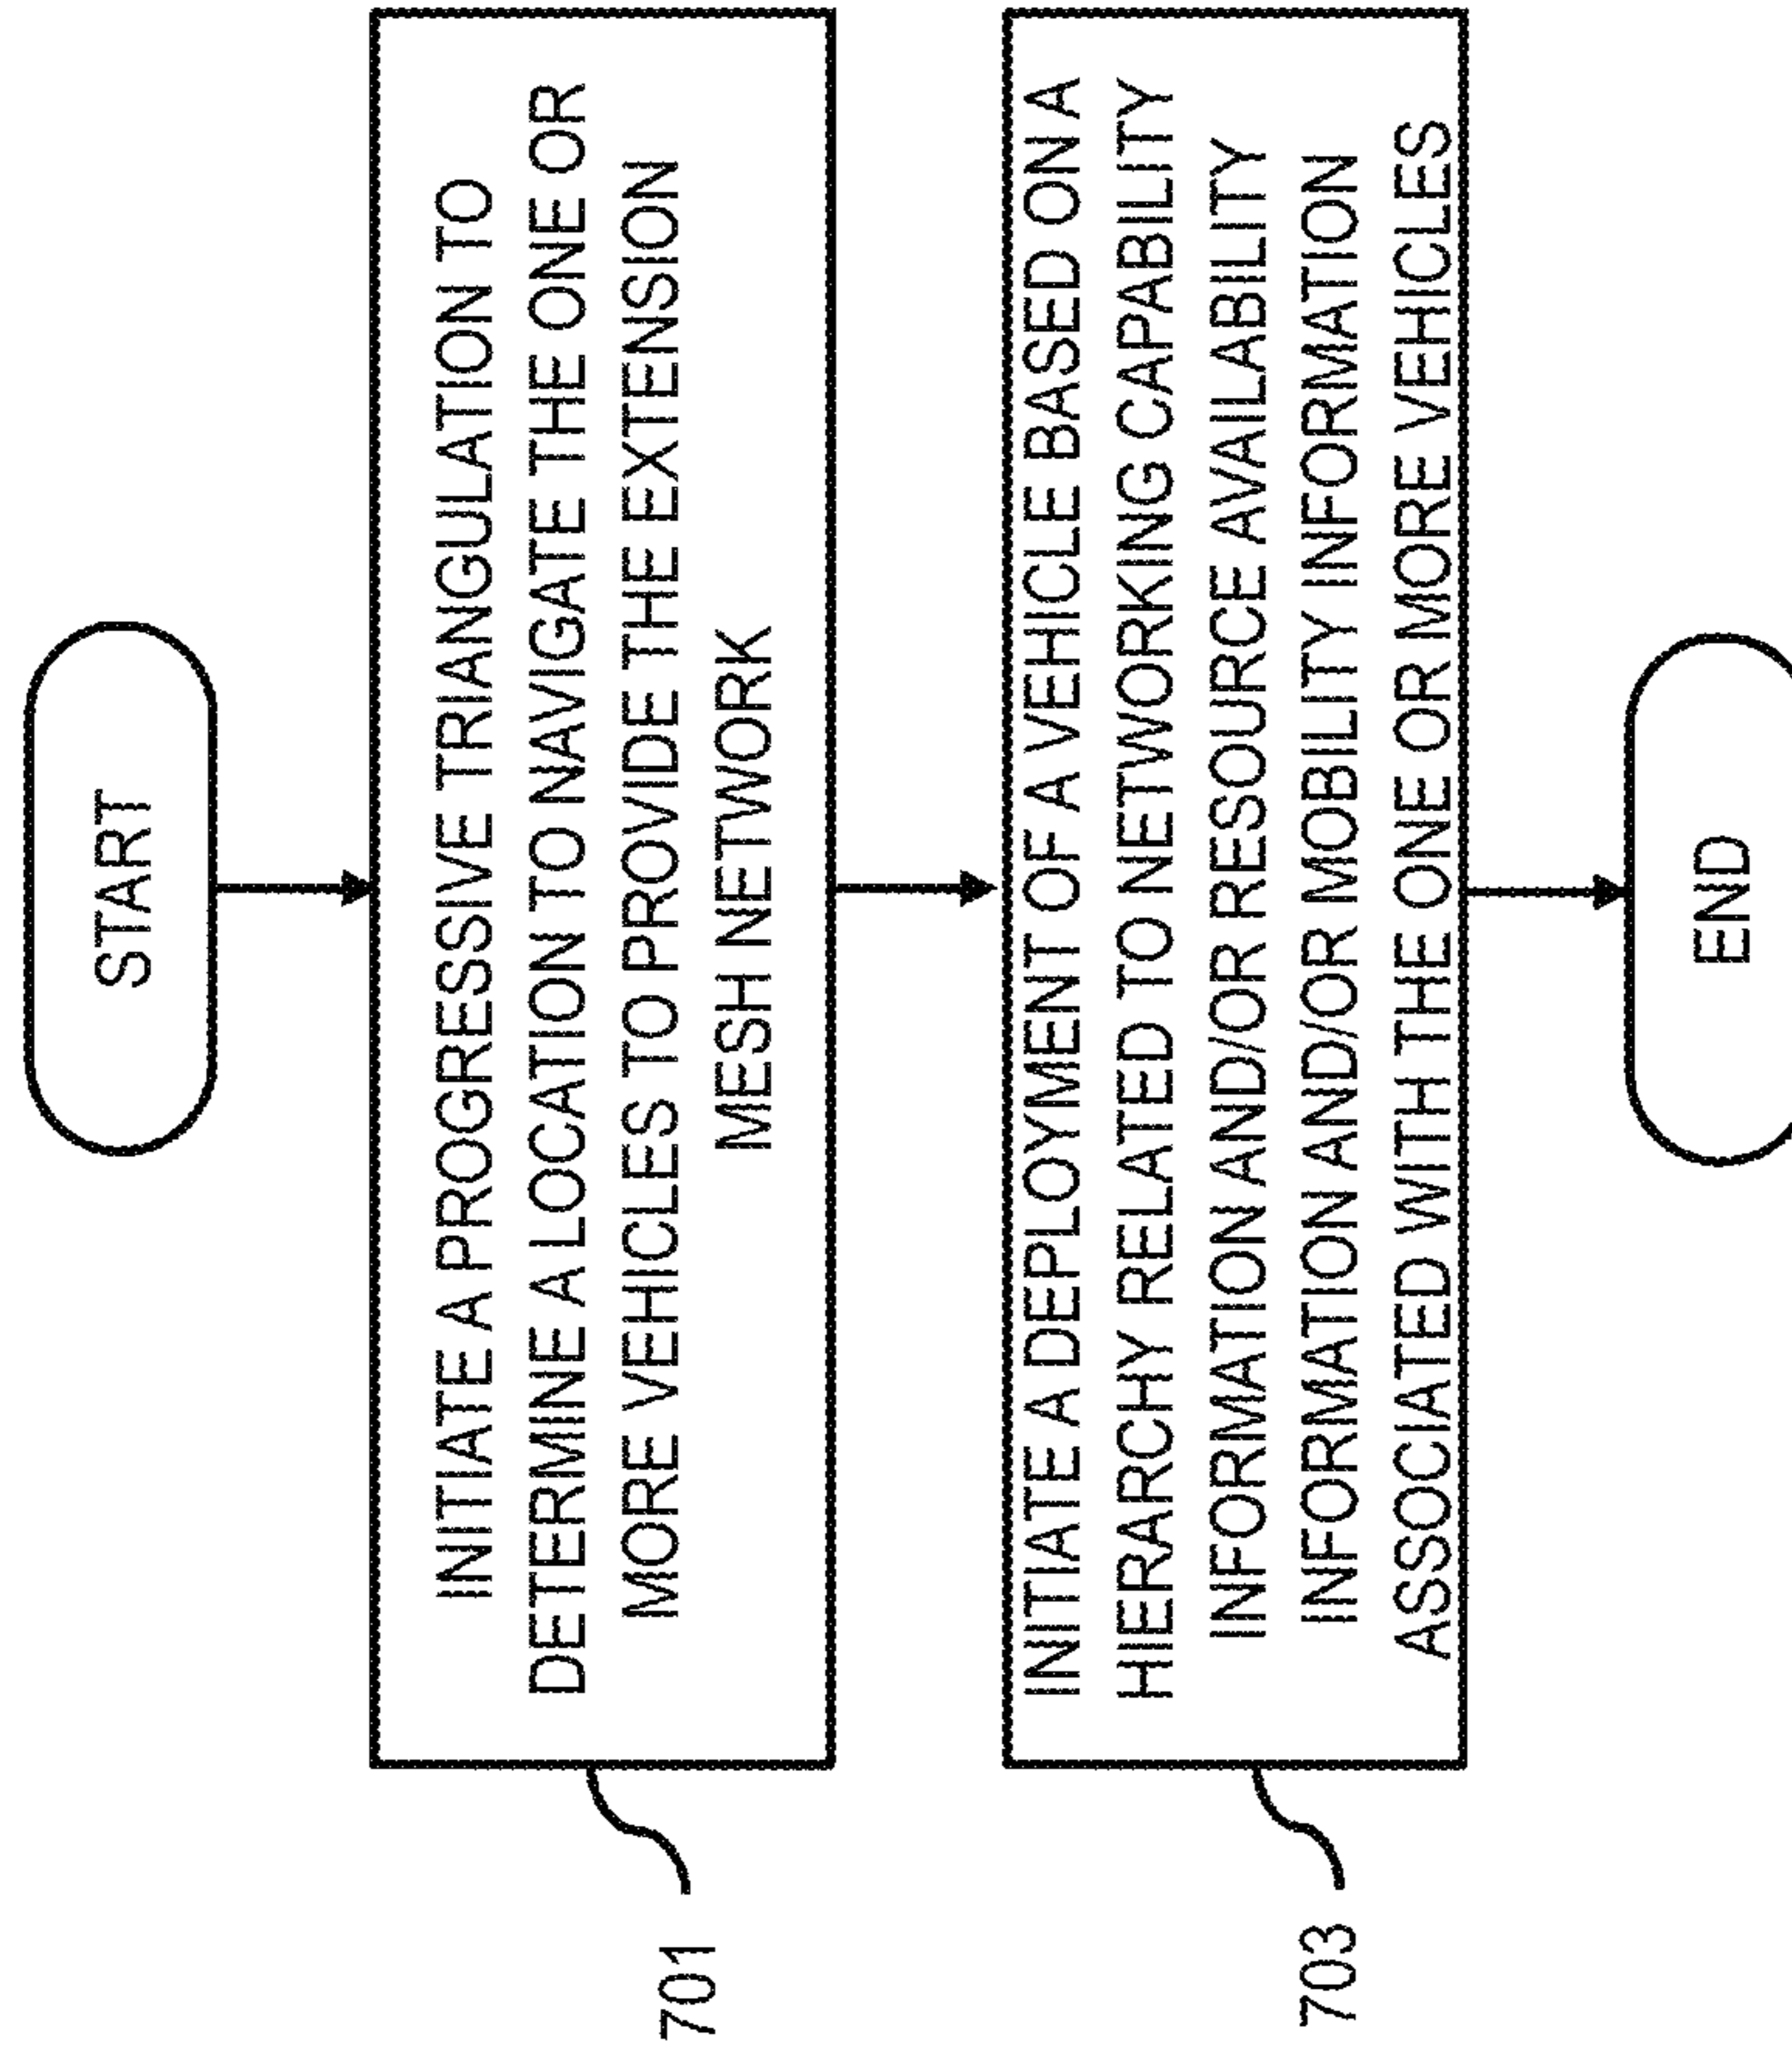 START
INITIATE A PROGRESSIVE TRIANGULATION TO
DETERMINE A LOCATION TO NAVIGATE THE ONE OR
MORE VEHICLES TO PROVIDE THE EXTENSION
MESH NETWORK
701
INITIATE A DEPLOYMENT OF A VEHICLE BASED ON A
HIERARCHY RELATED TO NETWORKING CAPABILITY
INFORMATION AND/OR RESOURCE AVAILABILITY
INFORMATION AND/OR MOBILITY INFORMATION
ASSOCIATED WITH THE ONE OR MORE VEHICLES
703
END